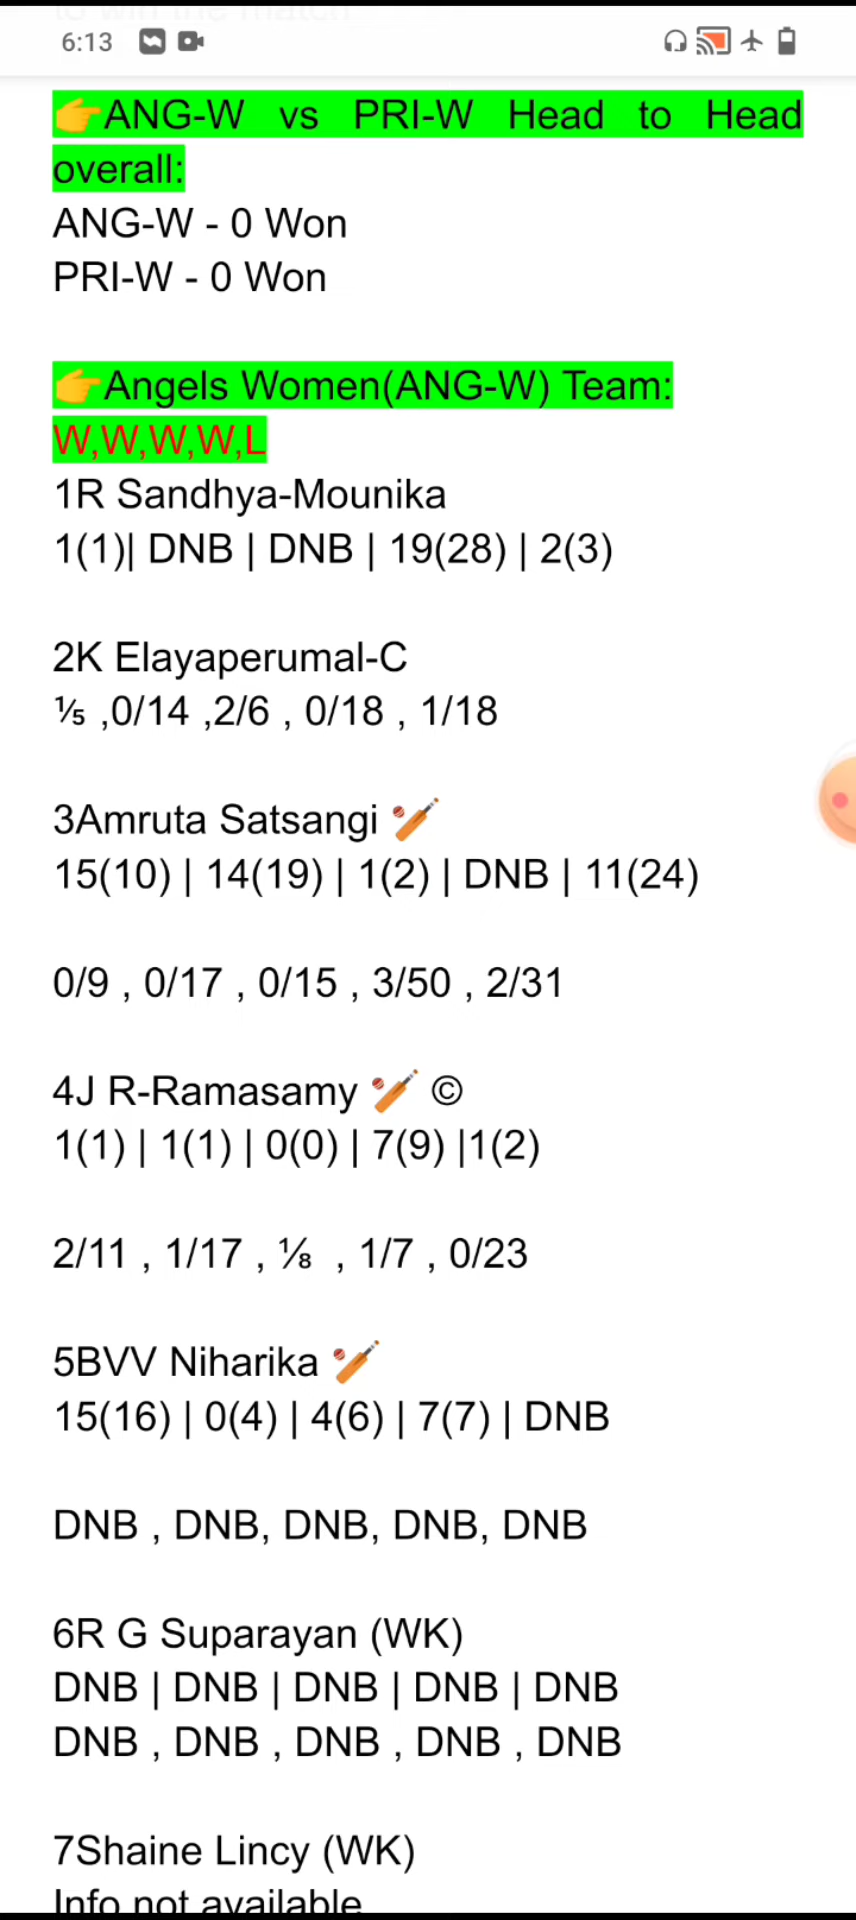 to win the match
6:13
👉ANG-W vs PRI-W Head to Head
overall:
ANG-W - 0 Won
PRI-W - 0 Won
👉Angels Women(ANG-W) Team:
W,W,W,W,L
1R Sandhya-Mounika
1(1)| DNB | DNB | 19(28) | 2(3)
2K Elayaperumal-C
⅕ ,0/14 ,2/6 , 0/18 , 1/18
3Amruta Satsangi 🏏
15(10) | 14(19) | 1(2) | DNB | 11(24)
0/9 , 0/17 , 0/15 , 3/50 , 2/31
4J R-Ramasamy 🏏 ©
1(1) | 1(1) | 0(0) | 7(9) |1(2)
2/11 , 1/17 , ⅛ , 1/7 , 0/23
5BVV Niharika 🏏
15(16) | 0(4) | 4(6) | 7(7) | DNB
DNB , DNB, DNB, DNB, DNB
6R G Suparayan (WK)
DNB | DNB | DNB | DNB | DNB
DNB , DNB , DNB , DNB , DNB
7Shaine Lincy (WK)
Info not available